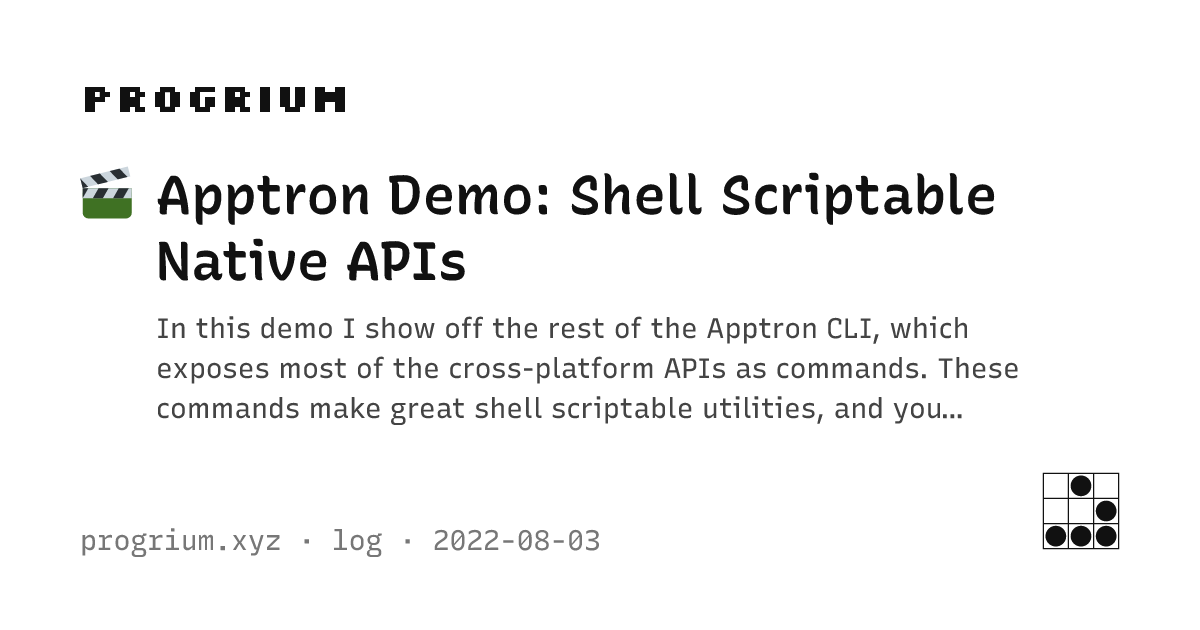 PROGRIUM
Apptron Demo: Shell Scriptable
Native APIs
In this demo I show off the rest of the Apptron CLI, which
exposes most of the cross-platform APIs as commands. These
commands make great shell scriptable utilities, and you…
progrium.xyz · log · 2022-08-03